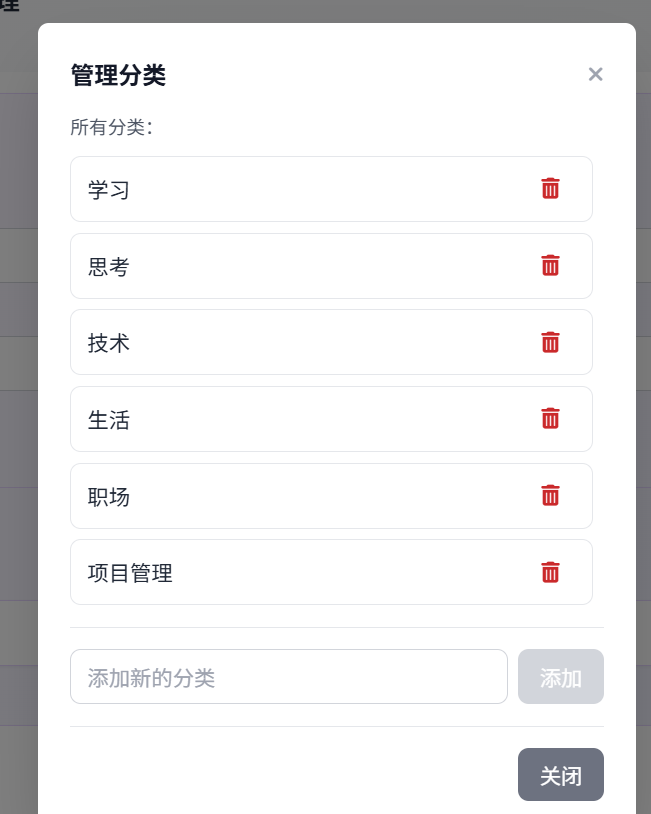 理
管理分类
所有分类：
学习
思考
技术
生活
职场
项目管理
添加新的分类
添加
关闭